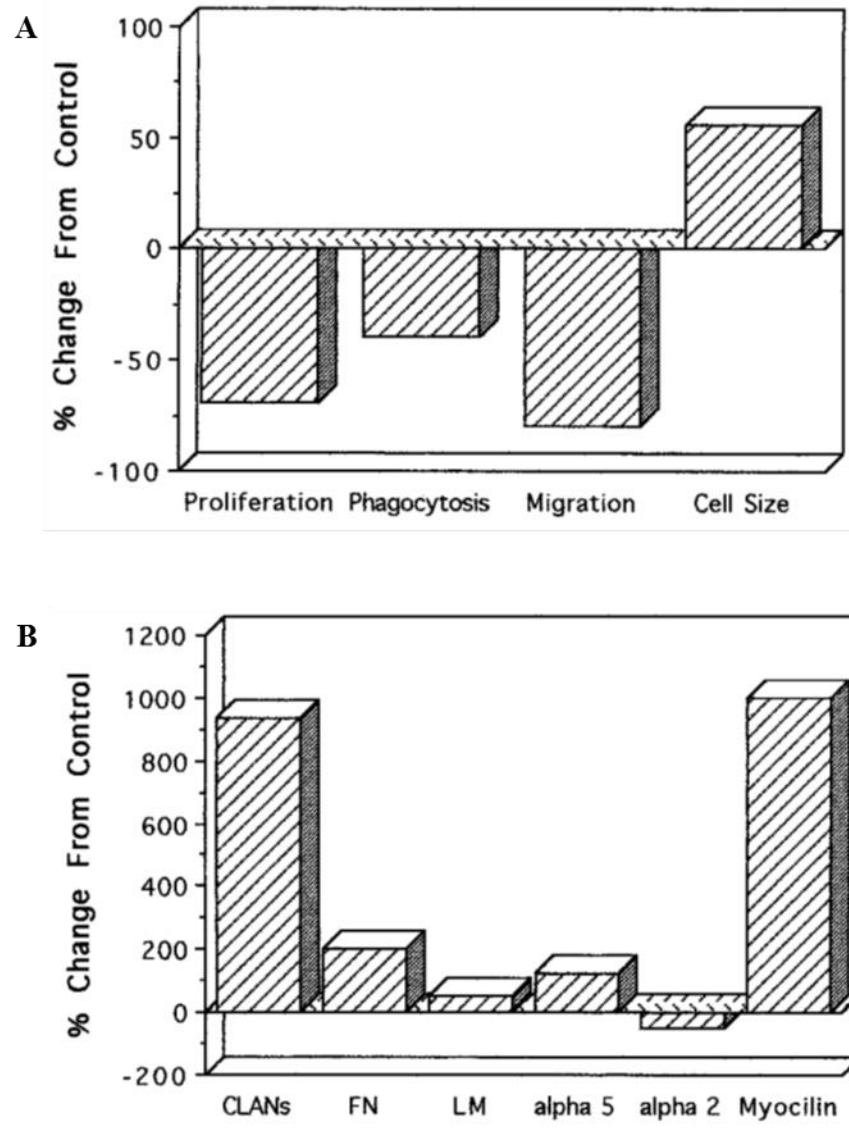 A
% Change From Control
100
50
0
-50
-100
Proliferation Phagocytosis Migration Cell Size
B
% Change From Control
1200
1000
800
600
400
200
0
-200
CLANs FN LM alpha 5 alpha 2 Myocilin